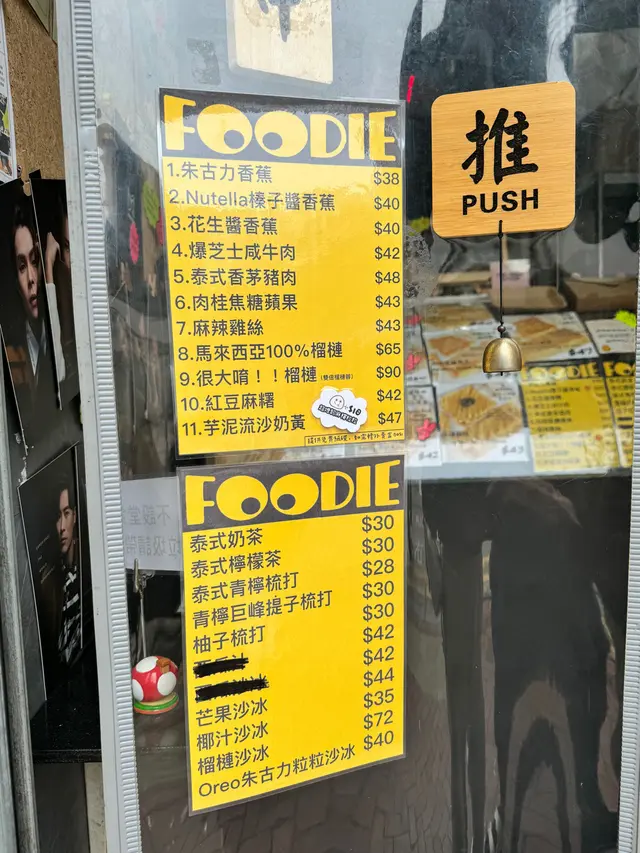 FOODIE
1.朱古力香蕉 $38
2.Nutella榛子醬香蕉 $40
3.花生醬香蕉 $40
4.爆芝士咸牛肉 $42
5.泰式香茅豬肉 $48
6.肉桂焦糖蘋果 $43
7.麻辣雞絲 $43
8.馬來西亞100%榴槤 $65
9.很大唷！！榴槤 $90
10.紅豆麻糬 $42
11.芋泥流沙奶黃 $47
+$10
推
PUSH
FOODIE
泰式奶茶 $30
泰式檸檬茶 $30
泰式青檸梳打 $28
青檸巨峰提子梳打 $30
柚子梳打 $30
$42
$42
芒果沙冰 $44
椰汁沙冰 $35
榴槤沙冰 $72
Oreo朱古力粒粒沙冰 $40
FOODIE
$42
$43